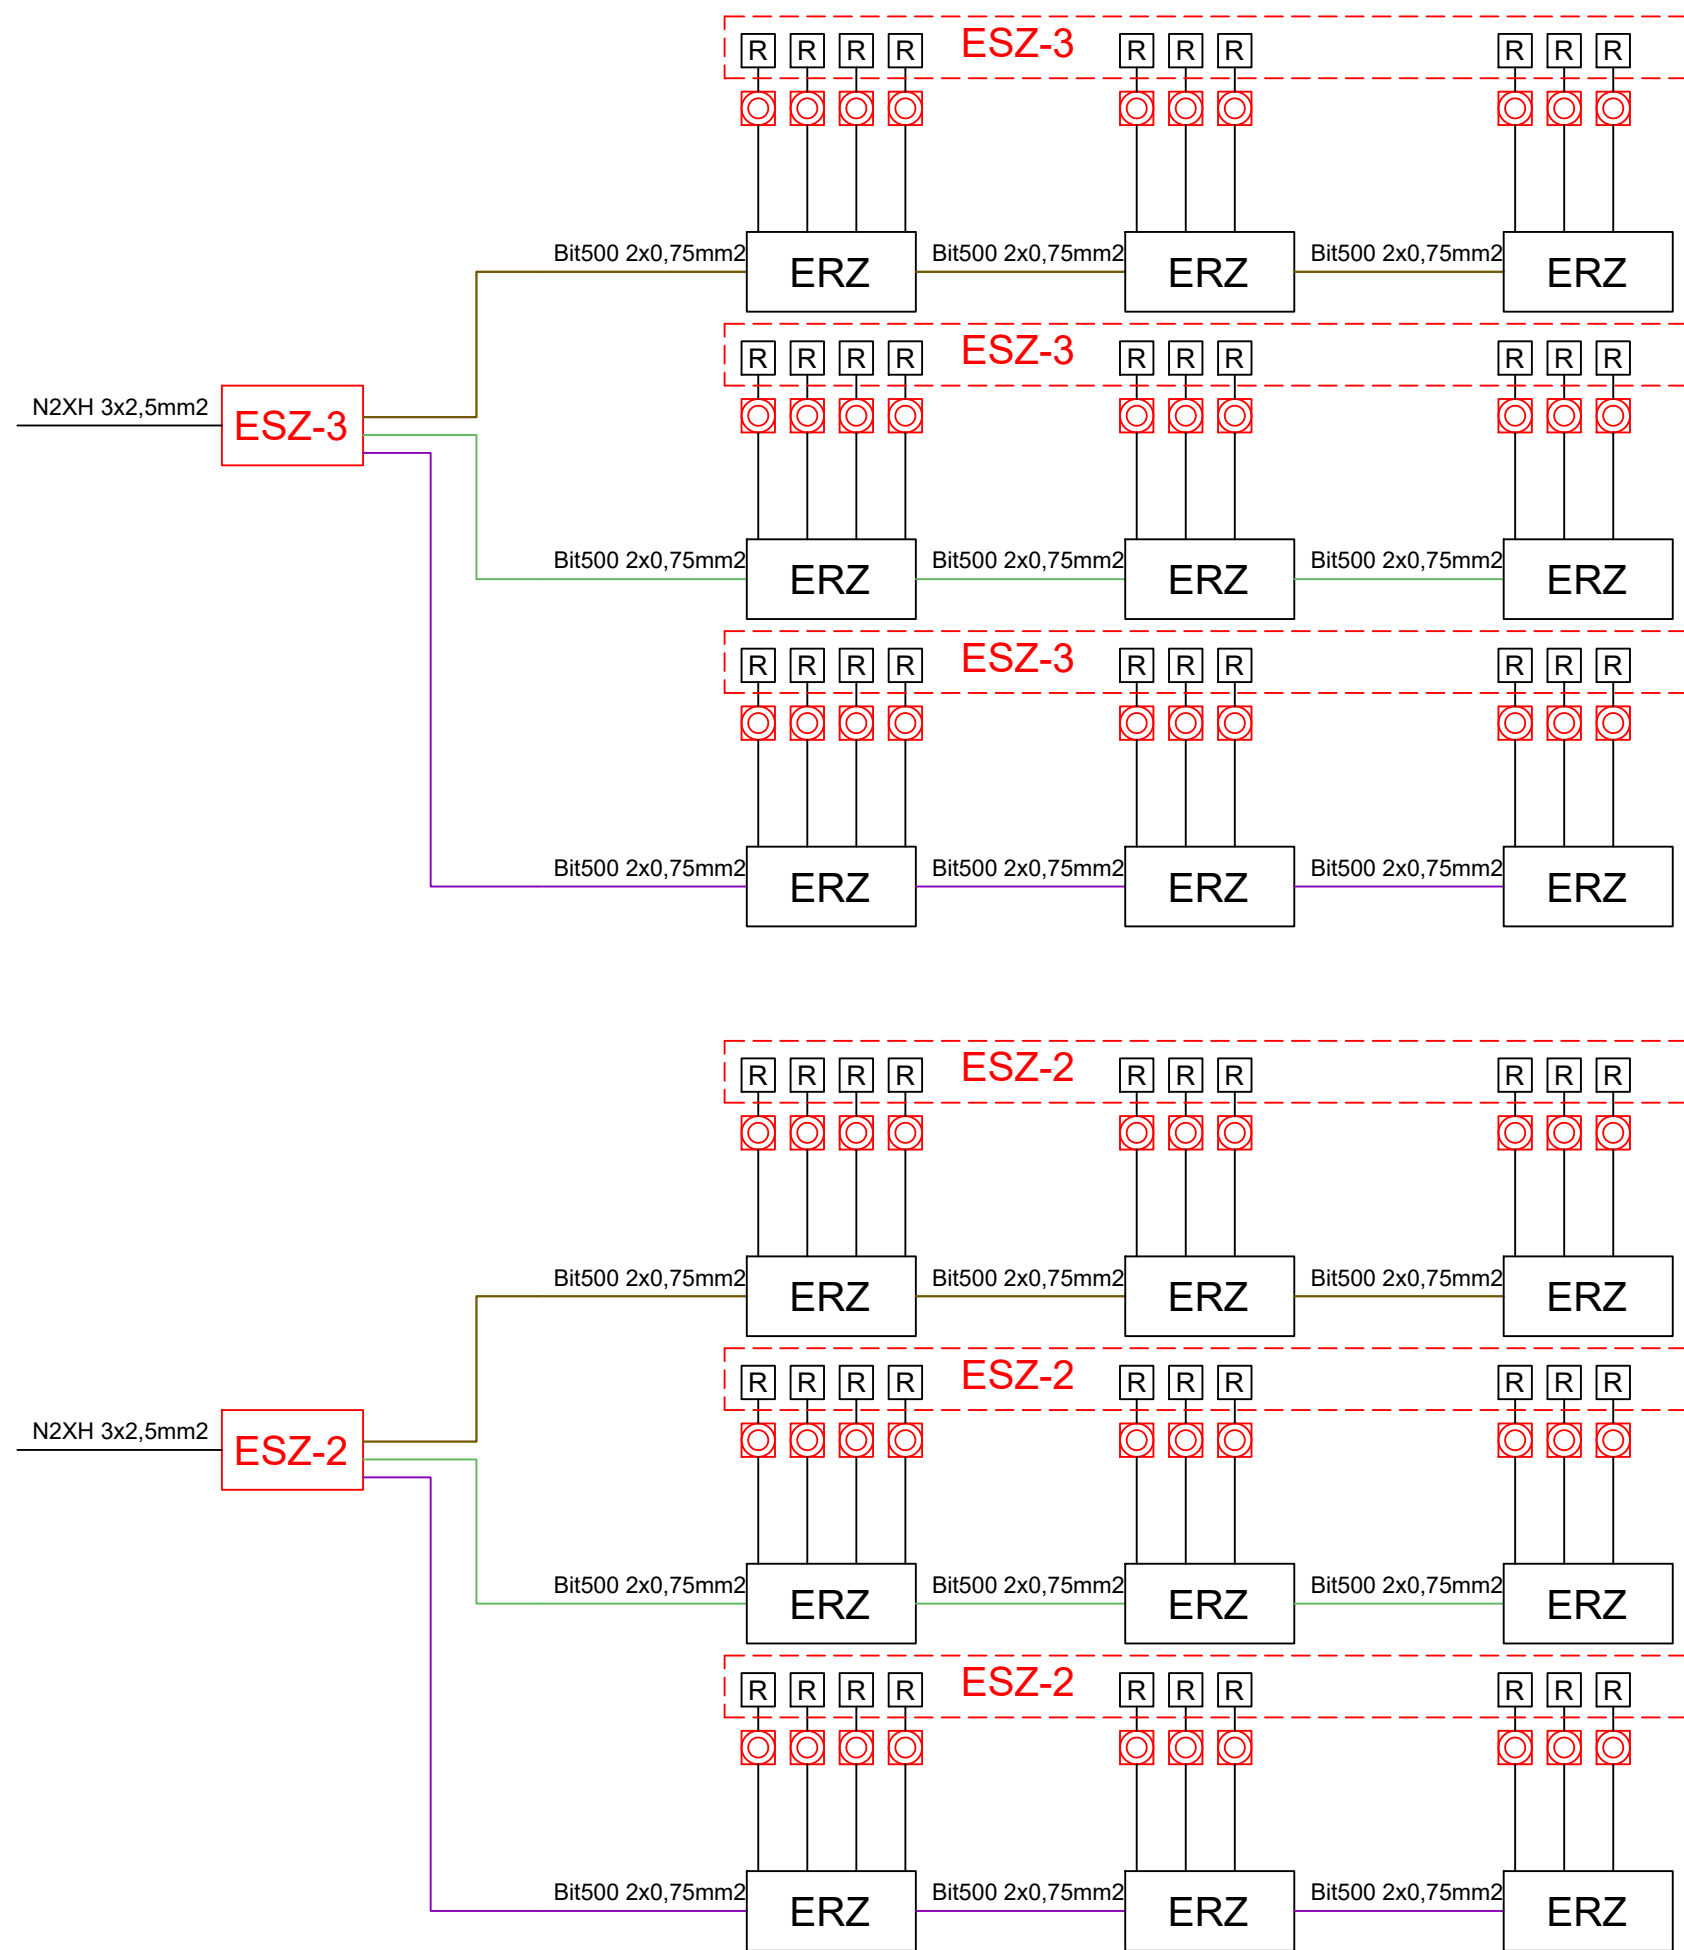 R R R R ESZ-3 R R R R R R
Bit500 2x0,75mm2 Bit500 2x0,75mm2 Bit500 2x0,75mm2
ERZ ERZ ERZ
R R R R ESZ-3 R R R R R R
N2XH 3x2,5mm2
ESZ-3
Bit500 2x0,75mm2 Bit500 2x0,75mm2 Bit500 2x0,75mm2
ERZ ERZ ERZ
R R R R ESZ-3 R R R R R R
Bit500 2x0,75mm2 Bit500 2x0,75mm2 Bit500 2x0,75mm2
ERZ ERZ ERZ
R R R R ESZ-2 R R R R R R
Bit500 2x0,75mm2 Bit500 2x0,75mm2 Bit500 2x0,75mm2
ERZ ERZ ERZ
R R R R ESZ-2 R R R R R R
N2XH 3x2,5mm2
ESZ-2
Bit500 2x0,75mm2 Bit500 2x0,75mm2 Bit500 2x0,75mm2
ERZ ERZ ERZ
R R R R ESZ-2 R R R R R R
Bit500 2x0,75mm2 Bit500 2x0,75mm2 Bit500 2x0,75mm2
ERZ ERZ ERZ